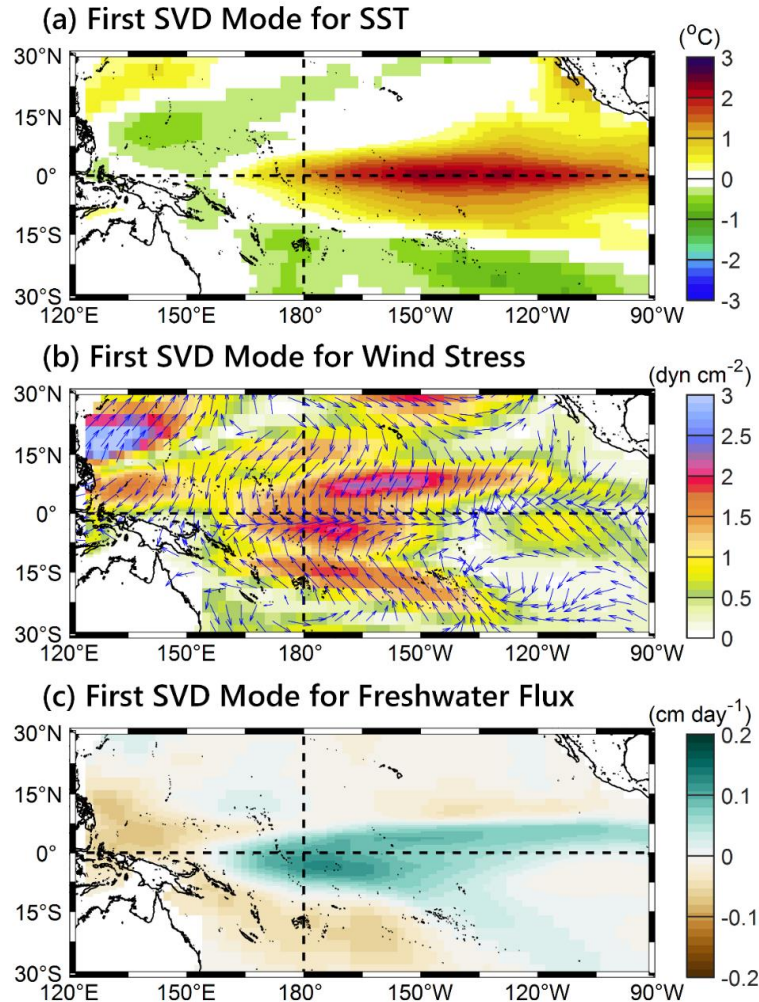 (a) First SVD Mode for SST
(°C)
30°N
15°N
0°
15°S
30°S
120°E 150°E 180° 150°W 120°W 90°W
3
2
1
0
-1
-2
-3
(b) First SVD Mode for Wind Stress
(dyn cm-2)
30°N
15°N
0°
15°S
30°S
120°E 150°E 180° 150°W 120°W 90°W
3
2.5
2
1.5
1
0.5
0
(c) First SVD Mode for Freshwater Flux
(cm day-1)
30°N
15°N
0°
15°S
30°S
120°E 150°E 180° 150°W 120°W 90°W
0.2
0.1
0
-0.1
-0.2